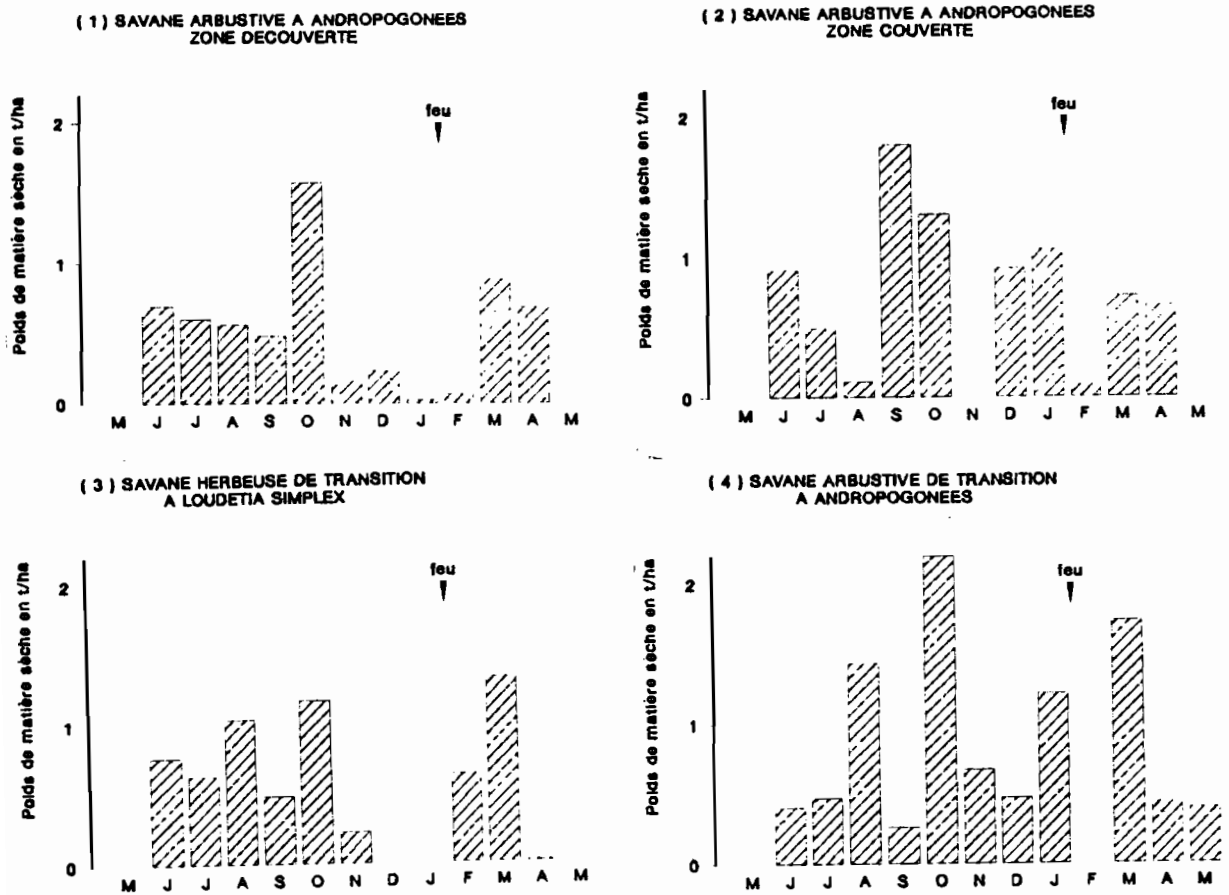 ( 1 ) SAVANE ARBUSTIVE A ANDROPOGONEES
ZONE DECOUVERTE
Poids de matière sèche en t/ha
2
1
0
feu
M J J A S O N D J F M A M
( 2 ) SAVANE ARBUSTIVE A ANDROPOGONEES
ZONE COUVERTE
Poids de matière sèche en t/ha
2
1
0
feu
M J J A S O N D J F M A M
( 3 ) SAVANE HERBEUSE DE TRANSITION
A LOUDETIA SIMPLEX
Poids de matière sèche en t/ha
2
1
0
feu
M J J A S O N D J F M A M
( 4 ) SAVANE ARBUSTIVE DE TRANSITION
A ANDROPOGONEES
Poids de matière sèche en t/ha
2
1
0
feu
M J J A S O N D J F M A M